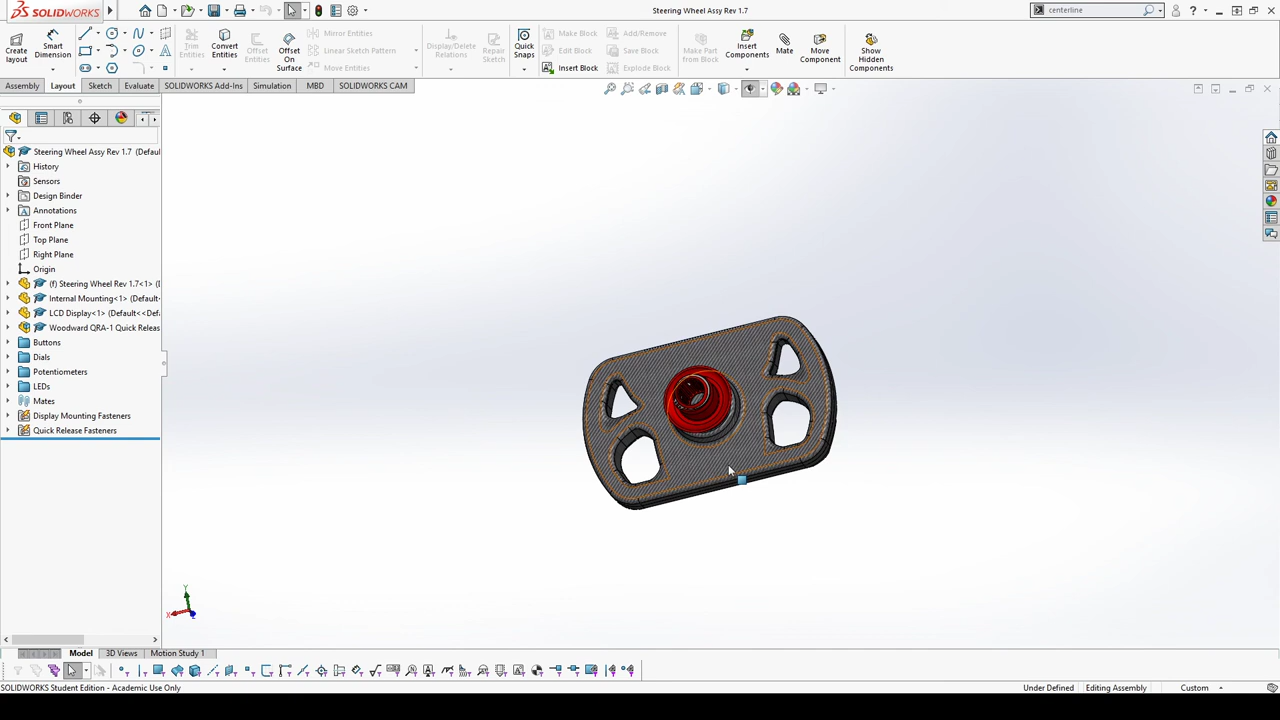 SOLIDWORKS
Steering Wheel Assy Rev 1.7
centerline
Create layout
Smart Dimension
Trim Entities
Convert Entities
Offset Entities
Offset On Surface
Mirror Entities
Linear Sketch Pattern
Move Entities
Display/Delete Relations
Repair Sketch
Quick Snaps
Make Block
Edit Block
Insert Block
Add/Remove
Save Block
Explode Block
Make Part from Block
Insert Components
Mate
Move Component
Show Hidden Components
Assembly Layout Sketch Evaluate SOLIDWORKS Add-Ins Simulation MBD SOLIDWORKS CAM
Steering Wheel Assy Rev 1.7 (Defaul
History
Sensors
Design Binder
Annotations
Front Plane
Top Plane
Right Plane
Origin
(f) Steering Wheel Rev 1.7<1> (D
Internal Mounting<1> (Default<
LCD Display<1> (Default<<Def
Woodward QRA-1 Quick Releas
Buttons
Dials
Potentiometers
LEDs
Mates
Display Mounting Fasteners
Quick Release Fasteners
Y
X
Z
Model 3D Views Motion Study 1
SOLIDWORKS Student Edition - Academic Use Only
Under Defined Editing Assembly Custom